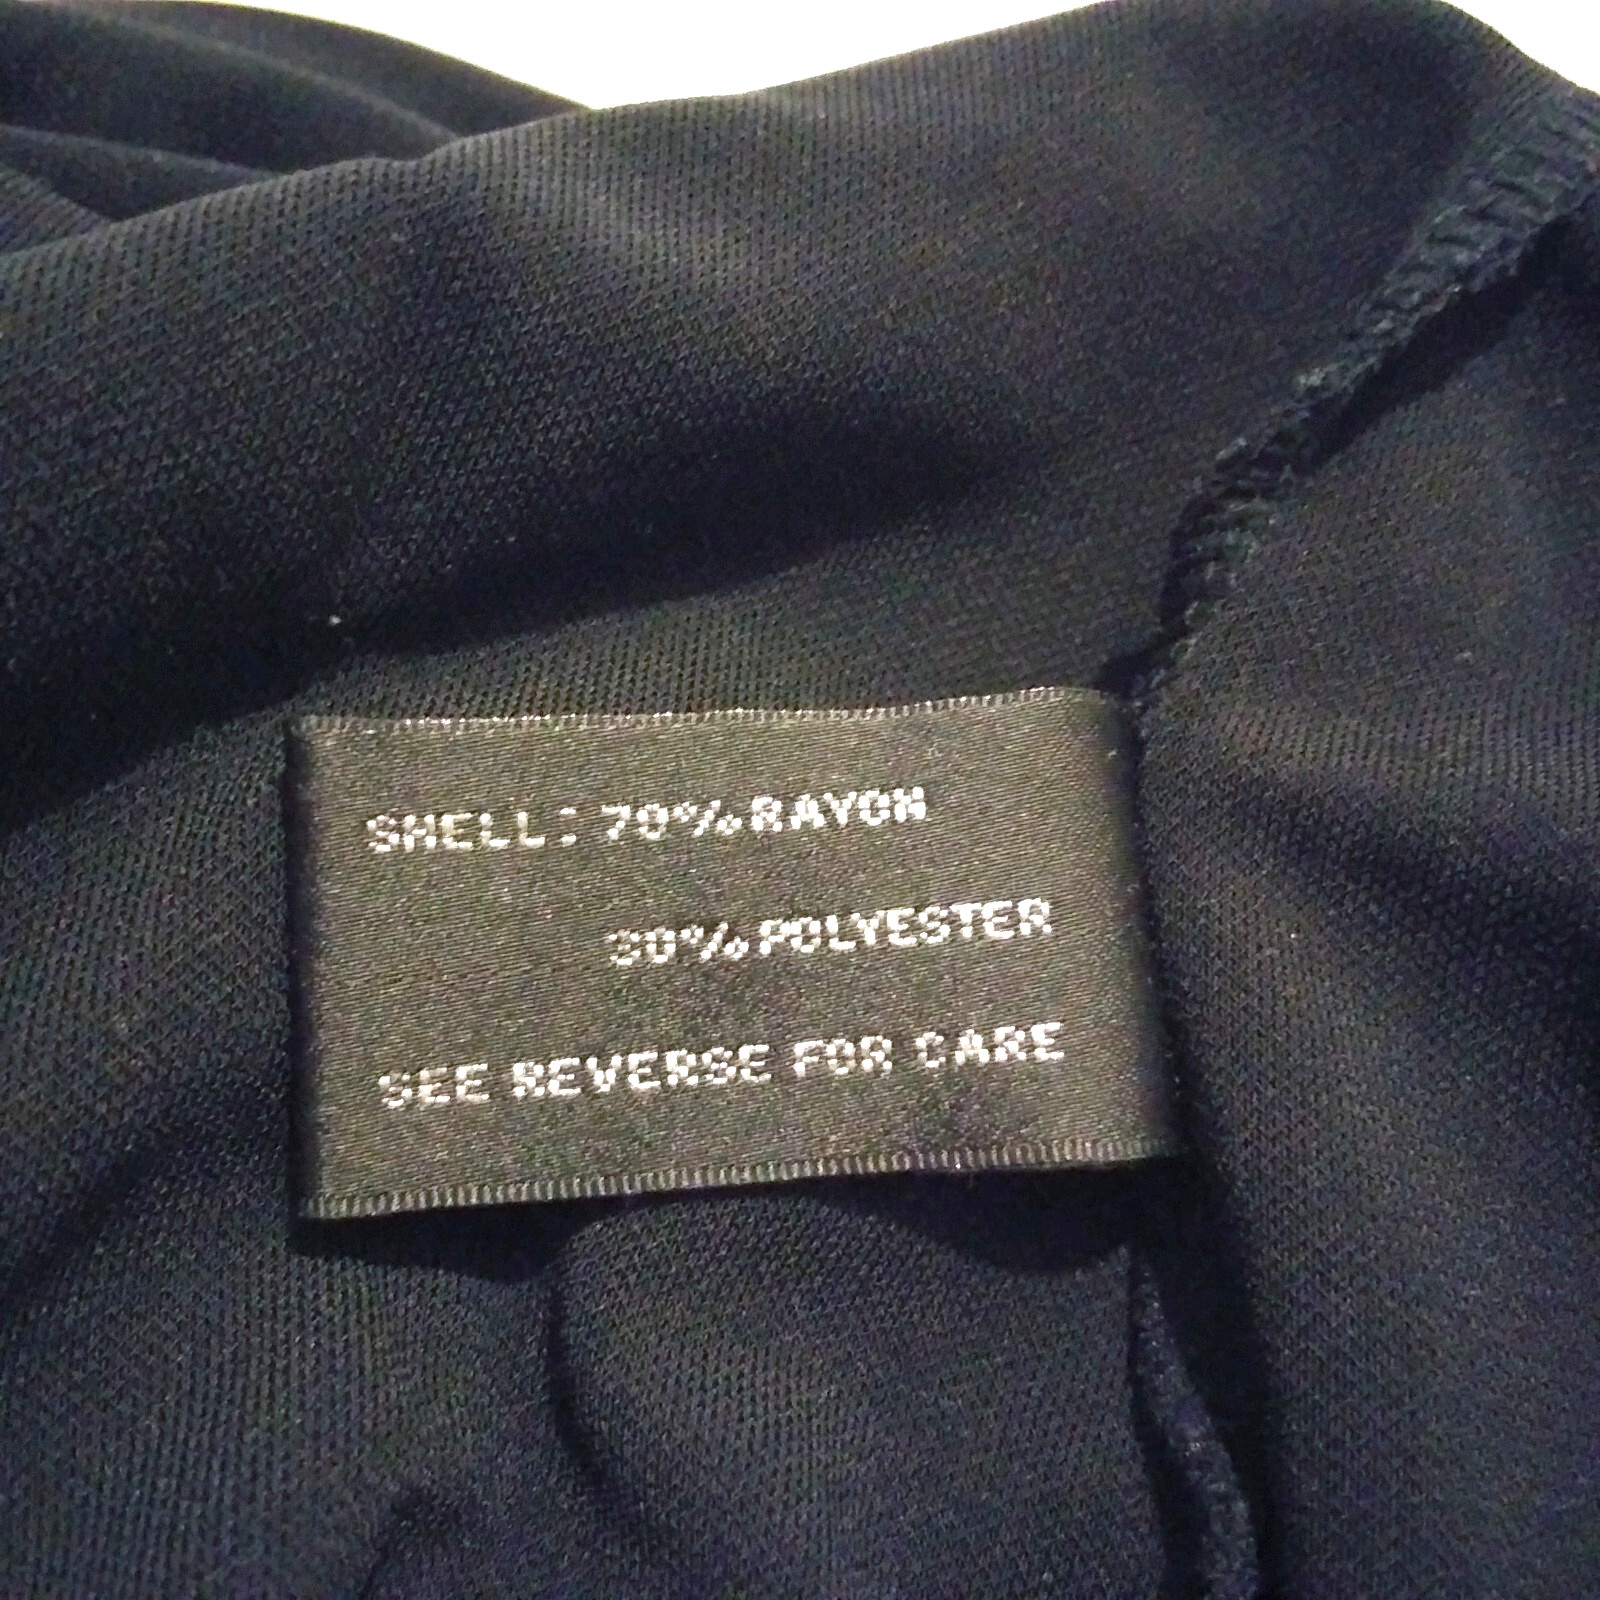 SHELL: 70% RAYON
30% POLYESTER
SEE REVERSE FOR CARE